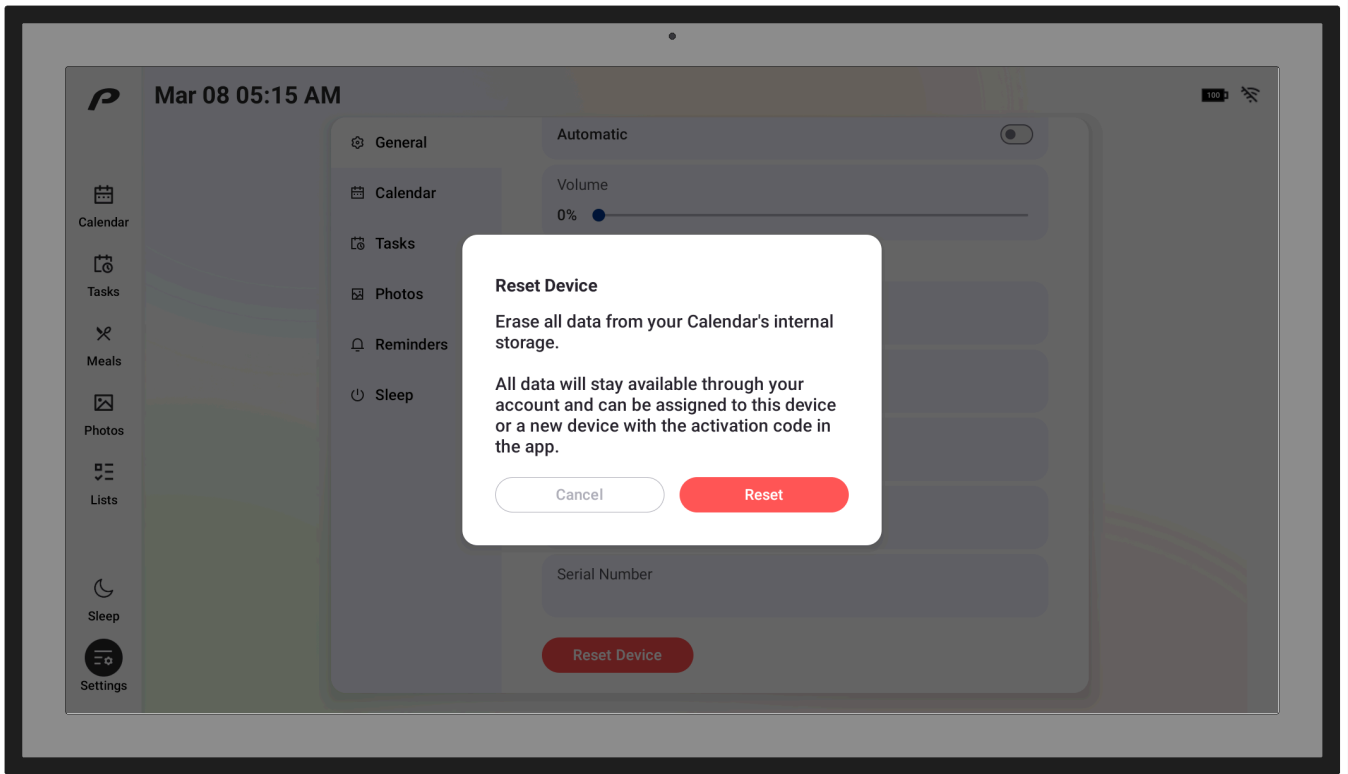 Mar 08 05:15 AM
100
Calendar
Tasks
Meals
Photos
Lists
Sleep
Settings
General
Calendar
Tasks
Photos
Reminders
Sleep
Automatic
Volume
0%
Reset Device
Erase all data from your Calendar's internal
storage.
All data will stay available through your
account and can be assigned to this device
or a new device with the activation code in
the app.
Cancel
Reset
Serial Number
Reset Device